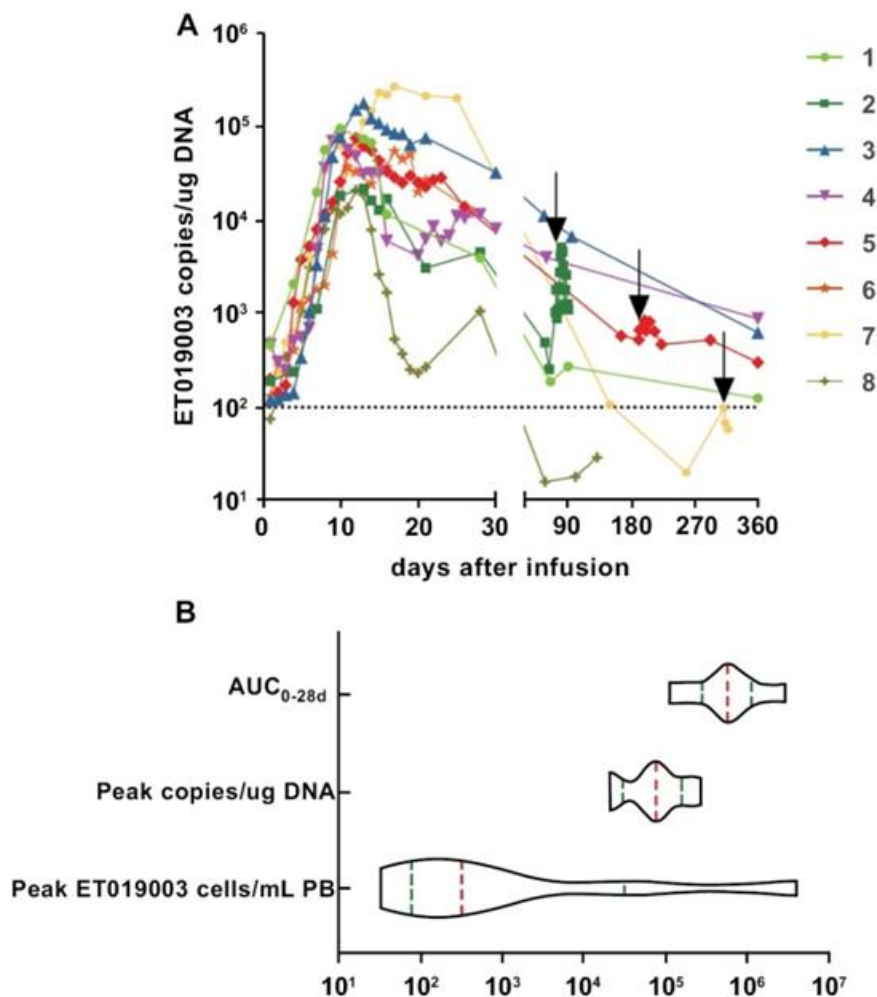 A
ET019003 copies/ug DNA
10⁶
10⁵
10⁴
10³
10²
10¹
0 10 20 30 90 180 270 360
days after infusion
1
2
3
4
5
6
7
8
B
AUC₀₋₂₈d
Peak copies/ug DNA
Peak ET019003 cells/mL PB
10¹ 10² 10³ 10⁴ 10⁵ 10⁶ 10⁷